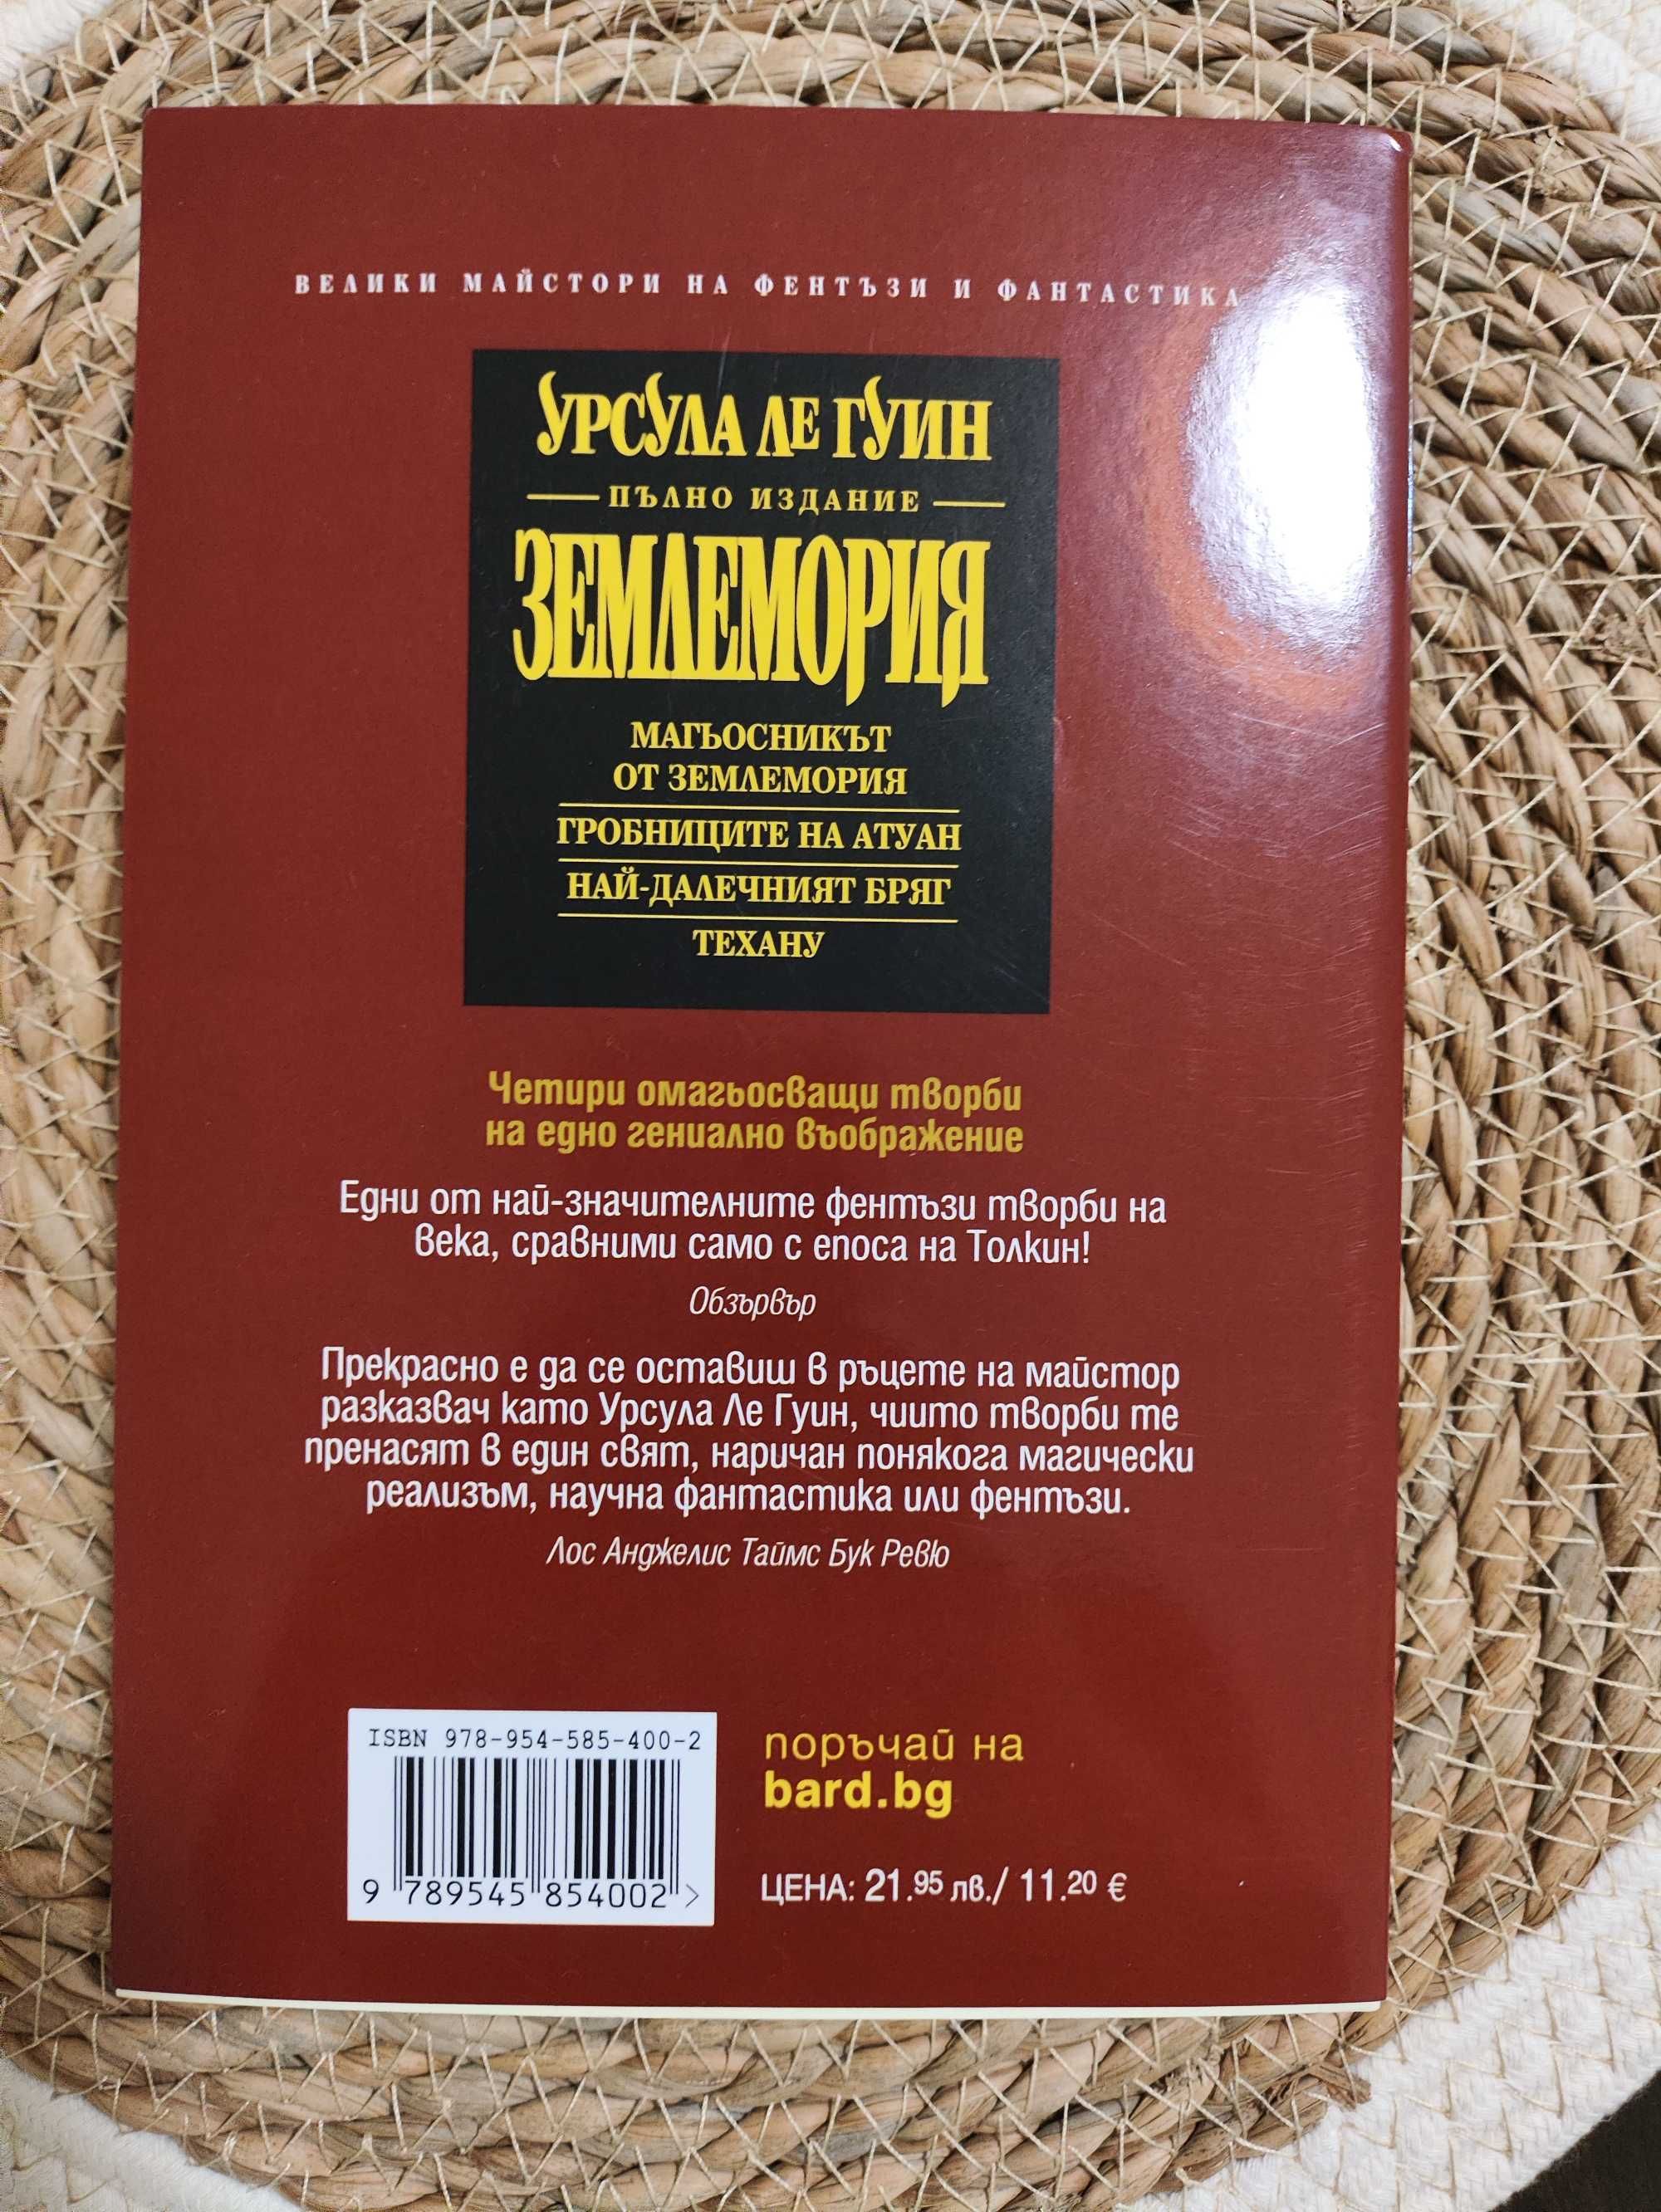 ВЕЛИКИ МАЙСТОРИ НА ФЕНТЪЗИ И ФАНТАСТИКА
УРСУЛА ЛЕ ГУИН
ПЪЛНО ИЗДАНИЕ
ЗЕМЛЕМОРИЯ
МАГЬОСНИКЪТ
ОТ ЗЕМЛЕМОРИЯ
ГРОБНИЦИТЕ НА АТУАН
НАЙ-ДАЛЕЧНИЯТ БРЯГ
ТЕХАНУ
Четири омагьосващи творби
на едно гениално въображение
Едни от най-значителните фентъзи творби на
века, сравними само с епоса на Толкин!
Обзървър
Прекрасно е да се оставиш в ръцете на майстор
разказвач като Урсула Ле Гуин, чиито творби те
пренасят в един свят, наричан понякога магически
реализъм, научна фантастика или фентъзи.
Лос Анджелис Таймс Бук Ревю
ISBN 978-954-585-400-2
9 789545 854002 >
поръчай на
bard.bg
ЦЕНА: 21.95 лв./ 11.20 €